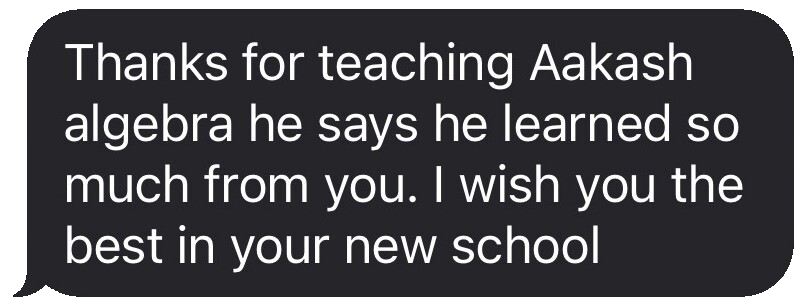 Thanks for teaching Aakash
algebra he says he learned so
much from you. I wish you the
best in your new school